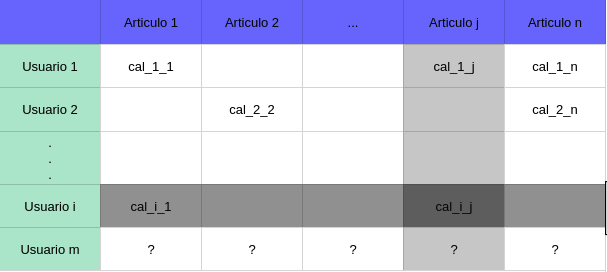 Articulo 1 Articulo 2 ... Articulo j Articulo n
Usuario 1 cal_1_1 cal_1_j cal_1_n
Usuario 2 cal_2_2 cal_2_n
.
.
.
Usuario i cal_i_1 cal_i_j
Usuario m ? ? ? ? ?